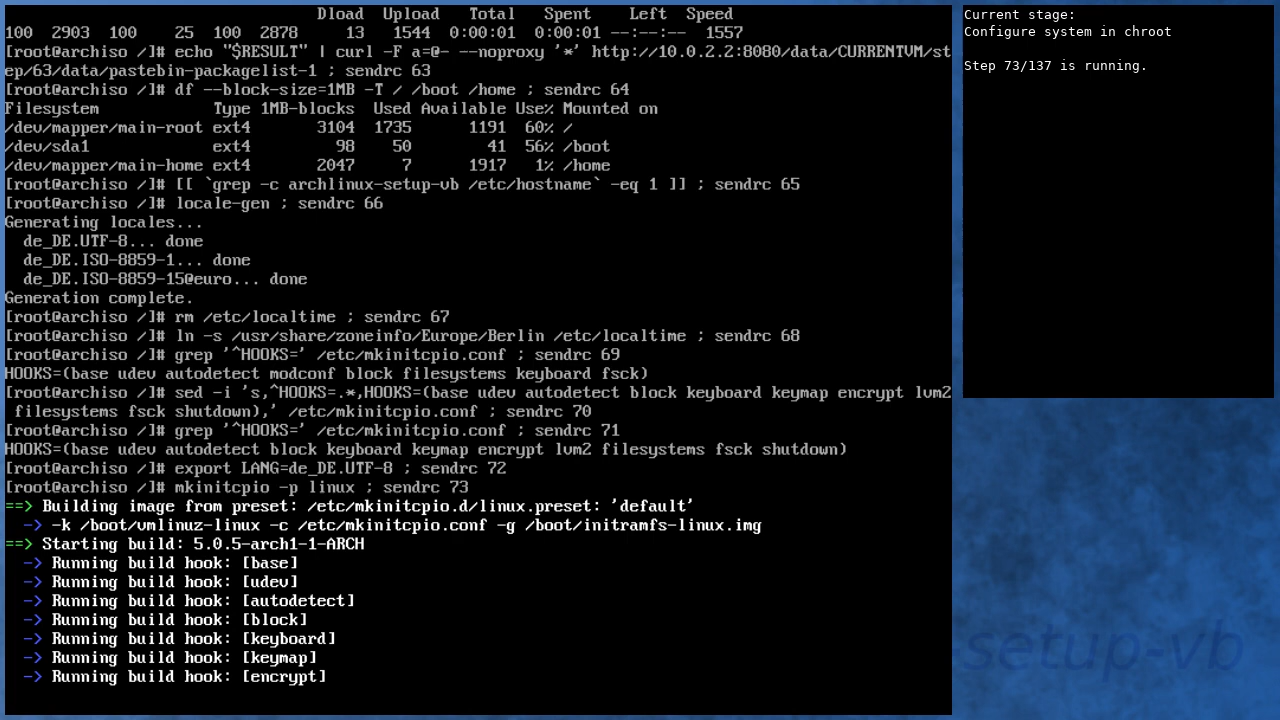 Dload  Upload   Total   Spent    Left  Speed
100  2903  100    25  100  2878     13   1544  0:00:01  0:00:01 --:--:--  1557
[root@archiso /]# echo "$RESULT" | curl -F a=@- --noproxy '*' http://10.0.2.2:8080/data/CURRENTVM/st
ep/63/data/pastebin-packagelist-1 ; sendrc 63
[root@archiso /]# df --block-size=1MB -T / /boot /home ; sendrc 64
Filesystem            Type 1MB-blocks  Used Available Use% Mounted on
/dev/mapper/main-root ext4       3104  1735      1191  60% /
/dev/sda1             ext4         98    50        41  56% /boot
/dev/mapper/main-home ext4       2047     7      1917   1% /home
[root@archiso /]# [[ `grep -c archlinux-setup-vb /etc/hostname` -eq 1 ]] ; sendrc 65
[root@archiso /]# locale-gen ; sendrc 66
Generating locales...
  de_DE.UTF-8... done
  de_DE.ISO-8859-1... done
  de_DE.ISO-8859-15@euro... done
Generation complete.
[root@archiso /]# rm /etc/localtime ; sendrc 67
[root@archiso /]# ln -s /usr/share/zoneinfo/Europe/Berlin /etc/localtime ; sendrc 68
[root@archiso /]# grep '^HOOKS=' /etc/mkinitcpio.conf ; sendrc 69
HOOKS=(base udev autodetect modconf block filesystems keyboard fsck)
[root@archiso /]# sed -i 's,^HOOKS=.*,HOOKS=(base udev autodetect block keyboard keymap encrypt lvm2
 filesystems fsck shutdown),' /etc/mkinitcpio.conf ; sendrc 70
[root@archiso /]# grep '^HOOKS=' /etc/mkinitcpio.conf ; sendrc 71
HOOKS=(base udev autodetect block keyboard keymap encrypt lvm2 filesystems fsck shutdown)
[root@archiso /]# export LANG=de_DE.UTF-8 ; sendrc 72
[root@archiso /]# mkinitcpio -p linux ; sendrc 73
==> Building image from preset: /etc/mkinitcpio.d/linux.preset: 'default'
  -> -k /boot/vmlinuz-linux -c /etc/mkinitcpio.conf -g /boot/initramfs-linux.img
==> Starting build: 5.0.5-arch1-1-ARCH
  -> Running build hook: [base]
  -> Running build hook: [udev]
  -> Running build hook: [autodetect]
  -> Running build hook: [block]
  -> Running build hook: [keyboard]
  -> Running build hook: [keymap]
  -> Running build hook: [encrypt]
Current stage:
Configure system in chroot
Step 73/137 is running.
-setup-vb